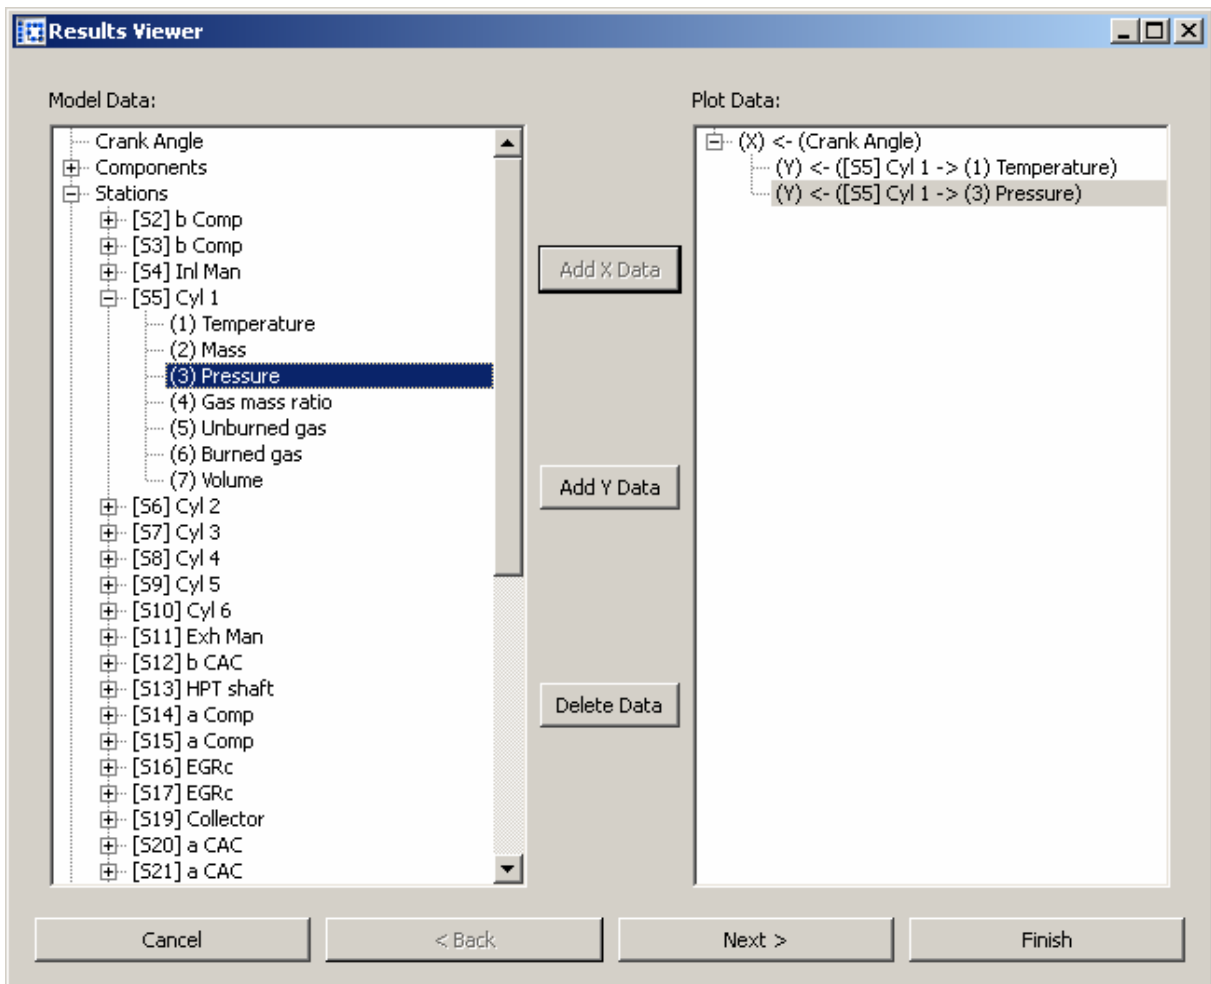 Results Viewer
Model Data:
Crank Angle
Components
Stations
[S2] b Comp
[S3] b Comp
[S4] Inl Man
[S5] Cyl 1
(1) Temperature
(2) Mass
(3) Pressure
(4) Gas mass ratio
(5) Unburned gas
(6) Burned gas
(7) Volume
[S6] Cyl 2
[S7] Cyl 3
[S8] Cyl 4
[S9] Cyl 5
[S10] Cyl 6
[S11] Exh Man
[S12] b CAC
[S13] HPT shaft
[S14] a Comp
[S15] a Comp
[S16] EGRc
[S17] EGRc
[S19] Collector
[S20] a CAC
[S21] a CAC
Add X Data
Add Y Data
Delete Data
Plot Data:
(X) <- (Crank Angle)
(Y) <- ([S5] Cyl 1 -> (1) Temperature)
(Y) <- ([S5] Cyl 1 -> (3) Pressure)
Cancel
< Back
Next >
Finish